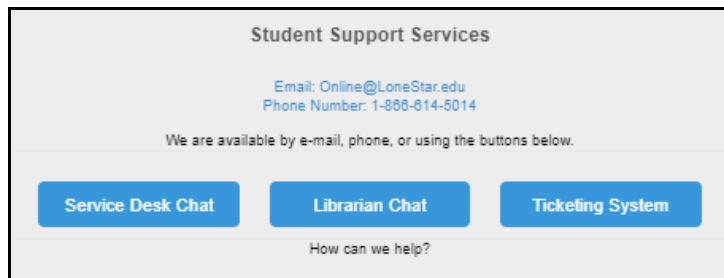 Student Support Services
Email: Online@LoneStar.edu
Phone Number: 1-866-614-5014
We are available by e-mail, phone, or using the buttons below.
Service Desk Chat
Librarian Chat
Ticketing System
How can we help?